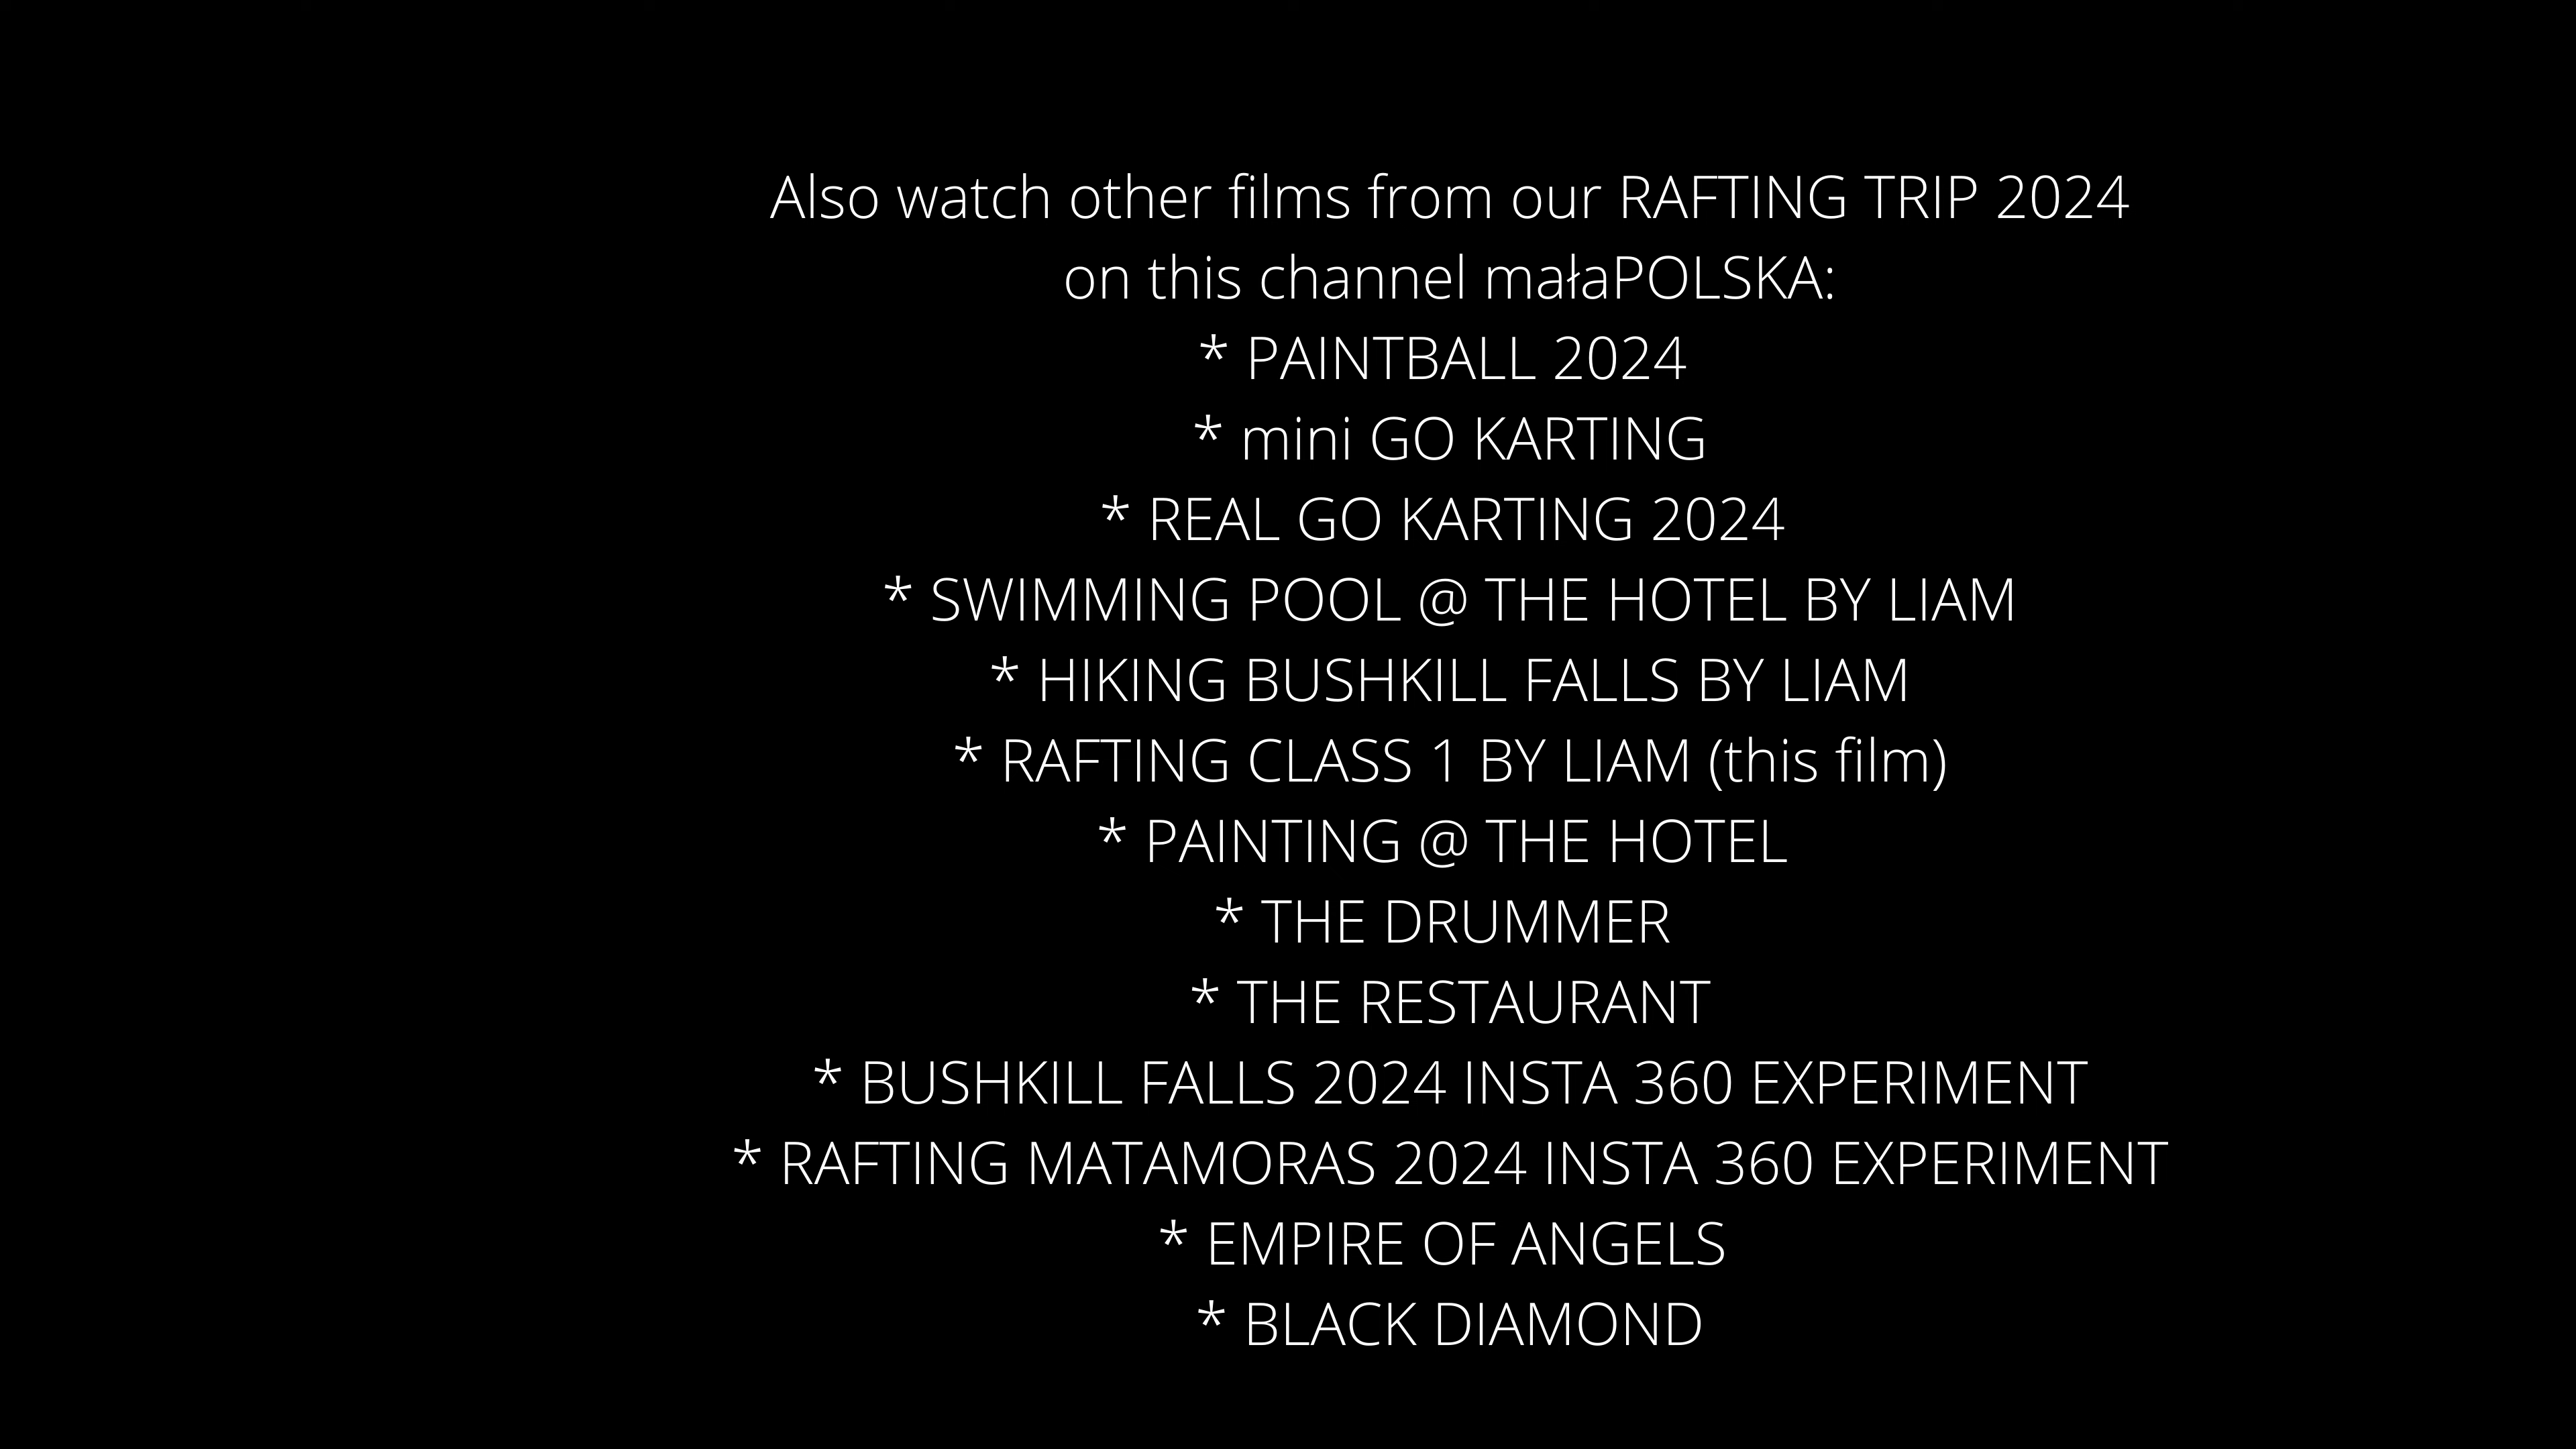 Also watch other films from our RAFTING TRIP 2024
on this channel małaPOLSKA:
* PAINTBALL 2024
* mini GO KARTING
* REAL GO KARTING 2024
* SWIMMING POOL @ THE HOTEL BY LIAM
* HIKING BUSHKILL FALLS BY LIAM
* RAFTING CLASS 1 BY LIAM (this film)
* PAINTING @ THE HOTEL
* THE DRUMMER
* THE RESTAURANT
* BUSHKILL FALLS 2024 INSTA 360 EXPERIMENT
* RAFTING MATAMORAS 2024 INSTA 360 EXPERIMENT
* EMPIRE OF ANGELS
* BLACK DIAMOND